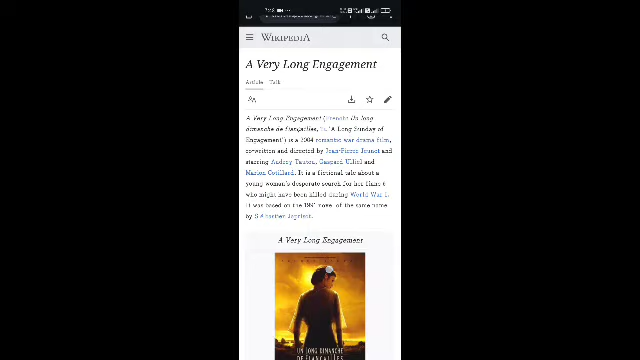 WIKIPEDIA
A Very Long Engagement
Article Talk
A Very Long Engagement (French: Un long
dimanche de fiançailles, "A Long Sunday of
Engagement") is a 2004 romantic war drama film,
co-written and directed by Jean-Pierre Jeunet and
starring Audrey Tautou, Gaspard Ulliel and
Marion Cotillard. It is a fictional tale about a
young woman's desperate search for her fiancé
who might have been killed during World War I.
It was based on the 1991 novel of the same name
by Sébastien Japrisot.
A Very Long Engagement
UN LONG DIMANCHE
DE FIANÇAILLES